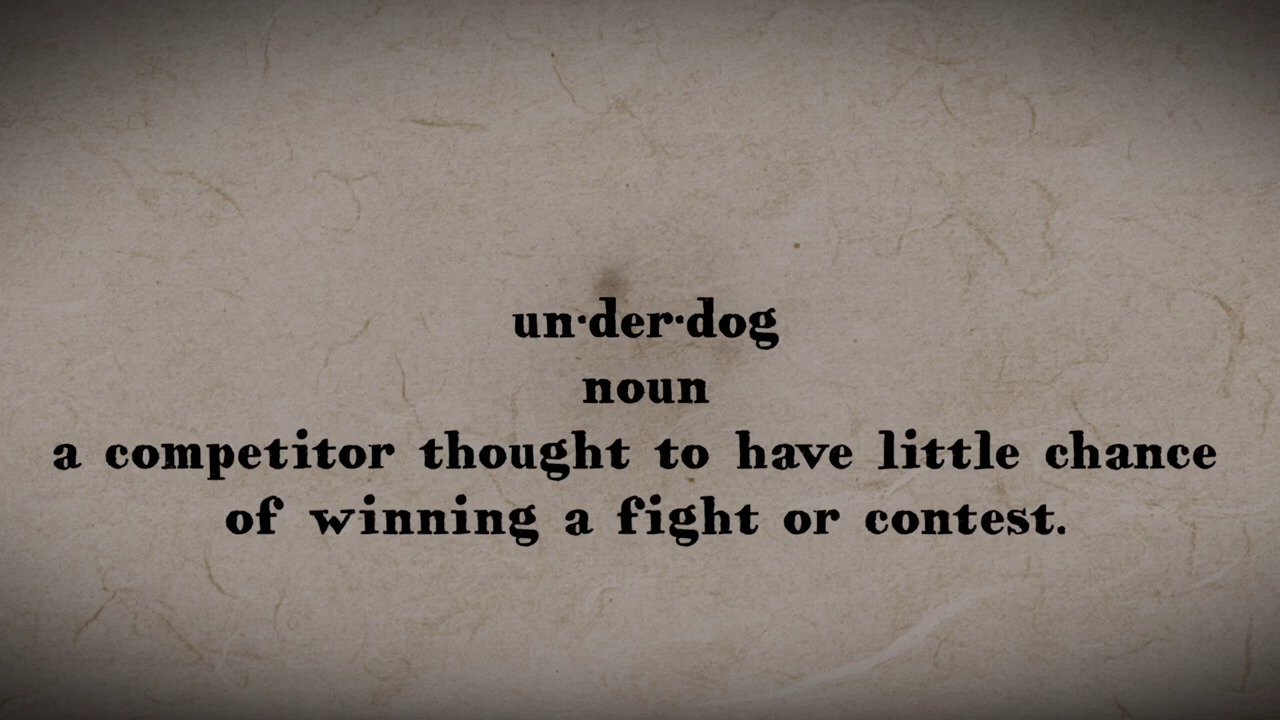 un·der·dog
noun
a competitor thought to have little chance
of winning a fight or contest.